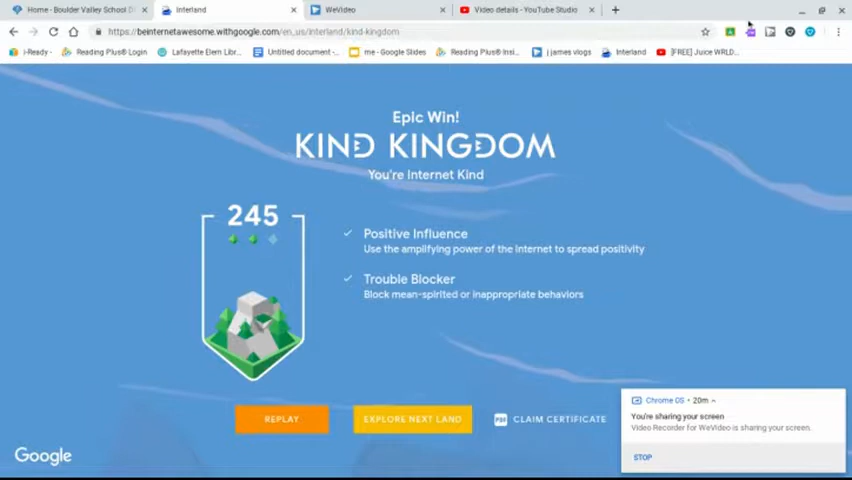 Home - Boulder Valley School D
Interland
WeVideo
Video details - YouTube Studio
https://beinternetawesome.withgoogle.com/en_us/interland/kind-kingdom
i-Ready -
Reading Plus® Login
Lafayette Elem Libr...
Untitled document -...
me - Google Slides
Reading Plus® Insi...
j james vlogs
Interland
[FREE] Juice WRLD...
Epic Win!
KIND KINGDOM
You're Internet Kind
245
Positive Influence
Use the amplifying power of the internet to spread positivity
Trouble Blocker
Block mean-spirited or inappropriate behaviors
REPLAY
EXPLORE NEXT LAND
PDF CLAIM CERTIFICATE
Google
Chrome OS • 20m
You're sharing your screen
Video Recorder for WeVideo is sharing your screen.
STOP